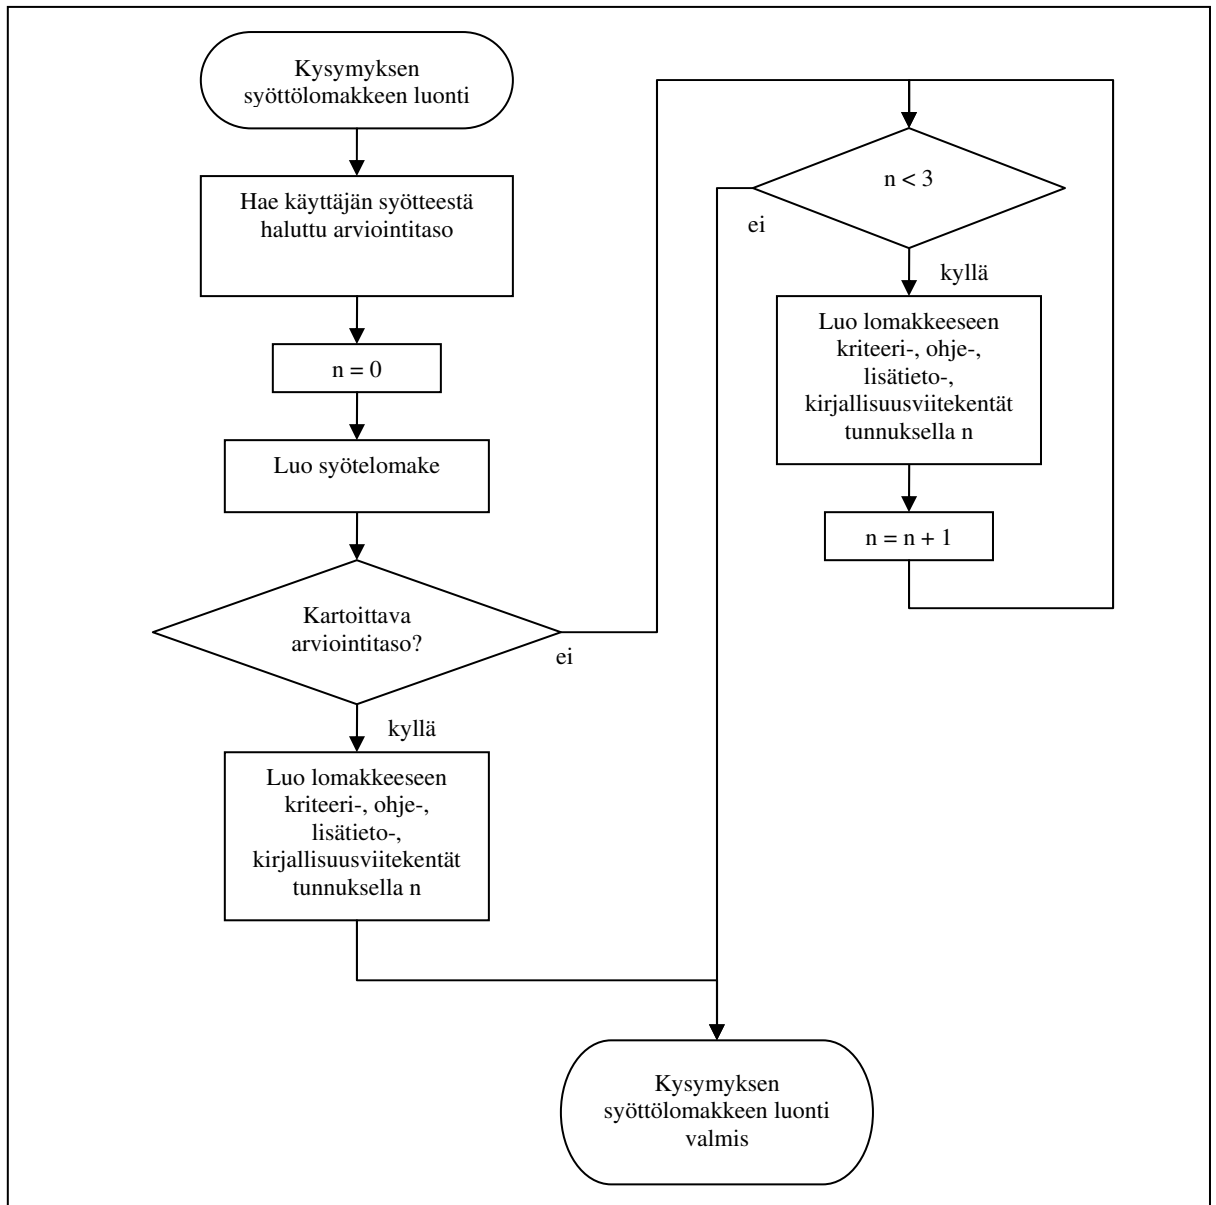 Kysymyksen
syöttölomakkeen luonti
Hae käyttäjän syötteestä
haluttu arviointitaso
n = 0
Luo syötelomake
Kartoittava
arviointitaso?
ei
kyllä
Luo lomakkeeseen
kriteeri-, ohje-,
lisätieto-,
kirjallisuusviitekentät
tunnuksella n
n < 3
ei
kyllä
Luo lomakkeeseen
kriteeri-, ohje-,
lisätieto-,
kirjallisuusviitekentät
tunnuksella n
n = n + 1
Kysymyksen
syöttölomakkeen luonti
valmis